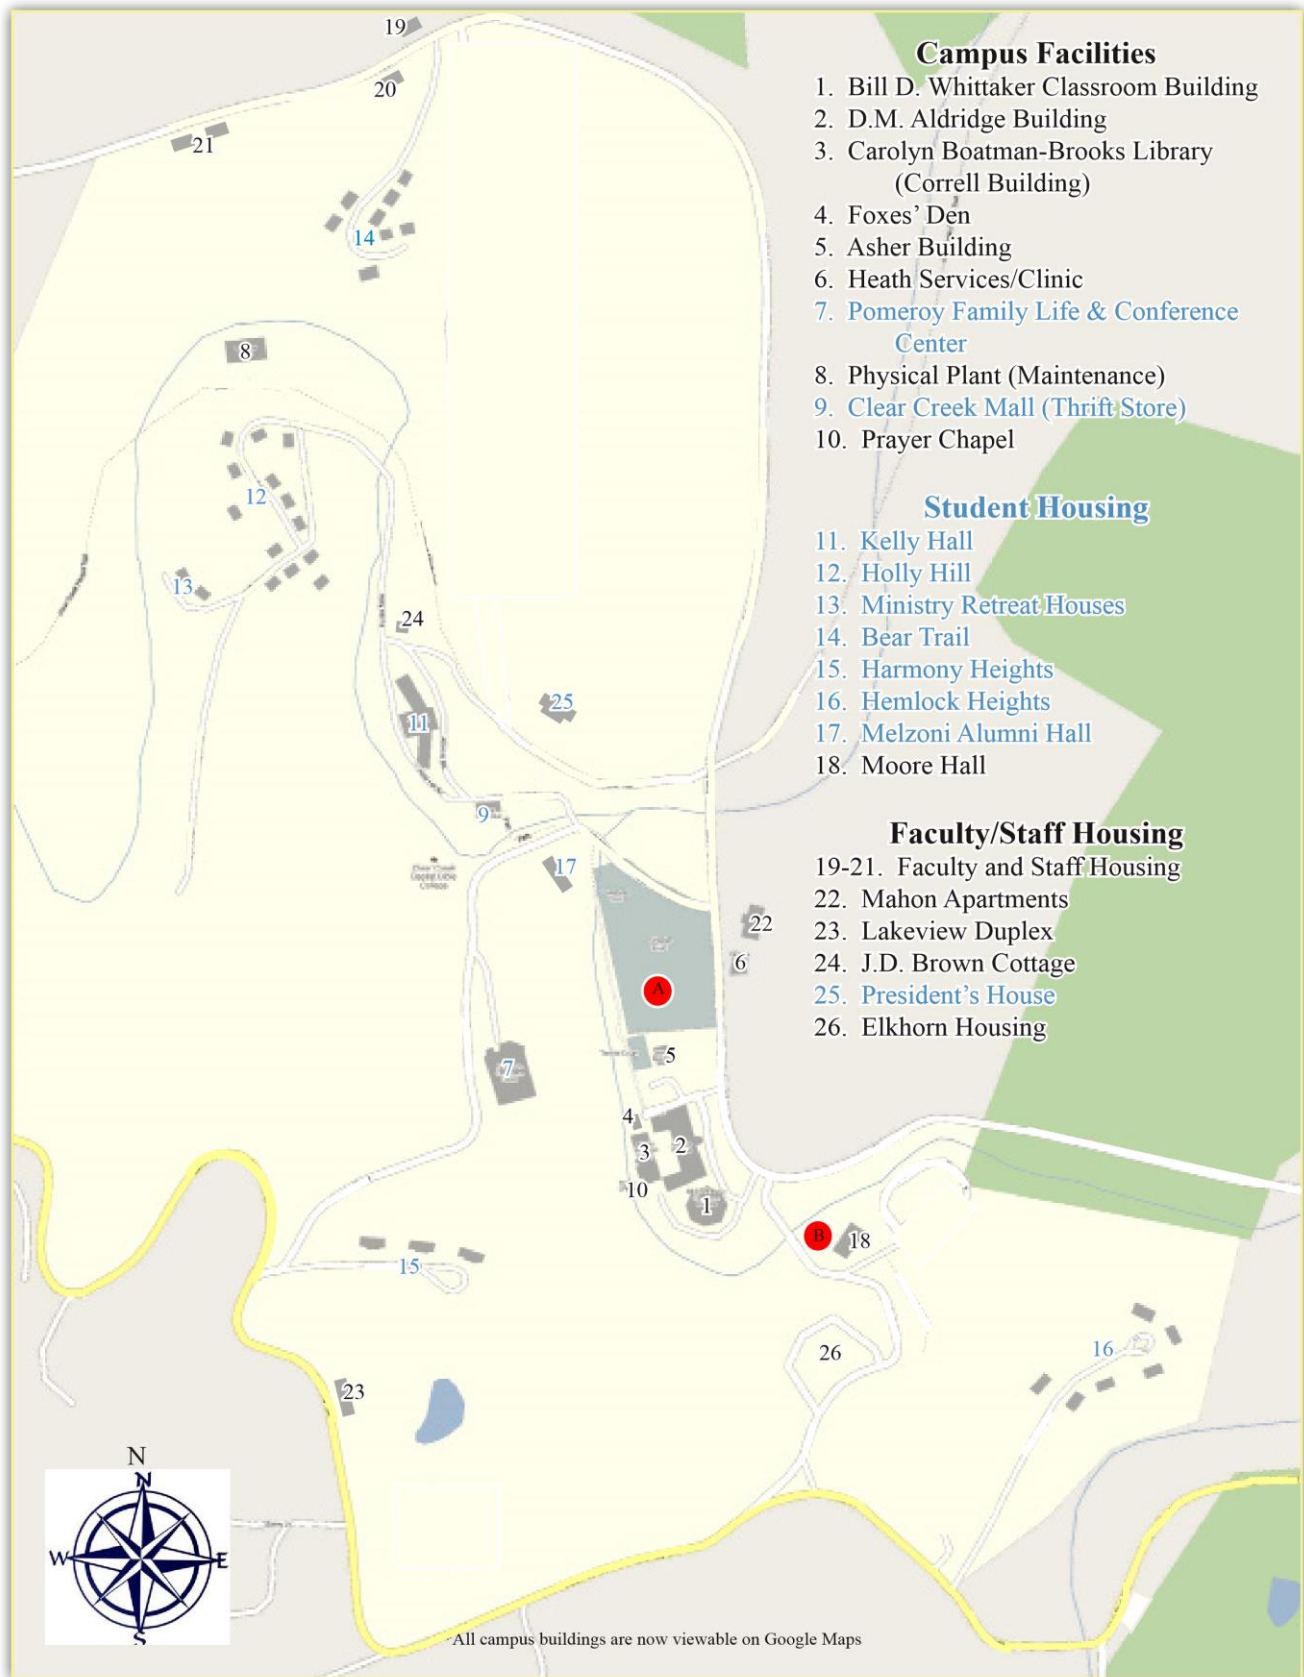 Campus Facilities
1. Bill D. Whittaker Classroom Building
2. D.M. Aldridge Building
3. Carolyn Boatman-Brooks Library
(Correll Building)
4. Foxes’ Den
5. Asher Building
6. Heath Services/Clinic
7. Pomeroy Family Life & Conference
Center
8. Physical Plant (Maintenance)
9. Clear Creek Mall (Thrift Store)
10. Prayer Chapel
Student Housing
11. Kelly Hall
12. Holly Hill
13. Ministry Retreat Houses
14. Bear Trail
15. Harmony Heights
16. Hemlock Heights
17. Melzoni Alumni Hall
18. Moore Hall
Faculty/Staff Housing
19-21. Faculty and Staff Housing
22. Mahon Apartments
23. Lakeview Duplex
24. J.D. Brown Cottage
25. President’s House
26. Elkhorn Housing
19
20
21
14
8
12
13
24
25
11
9
17
22
6
A
5
7
4
2
3
10
1
B
18
15
26
16
23
N
N
W
E
S
*All campus buildings are now viewable on Google Maps